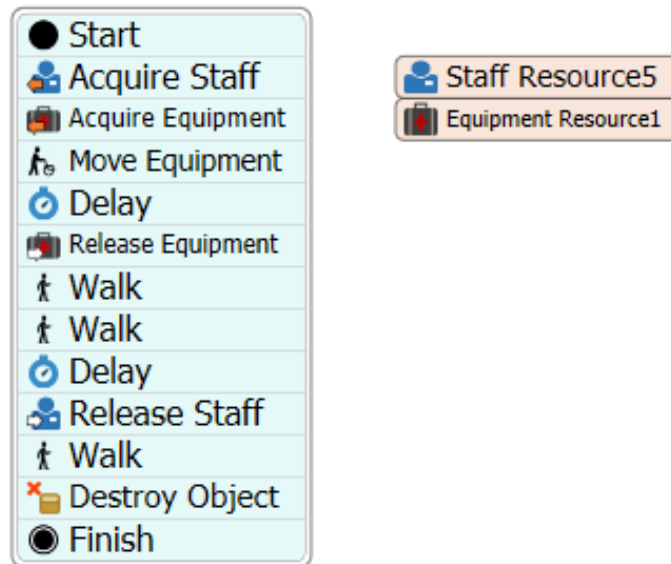 Start
Acquire Staff
Acquire Equipment
Move Equipment
Delay
Release Equipment
Walk
Walk
Delay
Release Staff
Walk
Destroy Object
Finish
Staff Resource5
Equipment Resource1